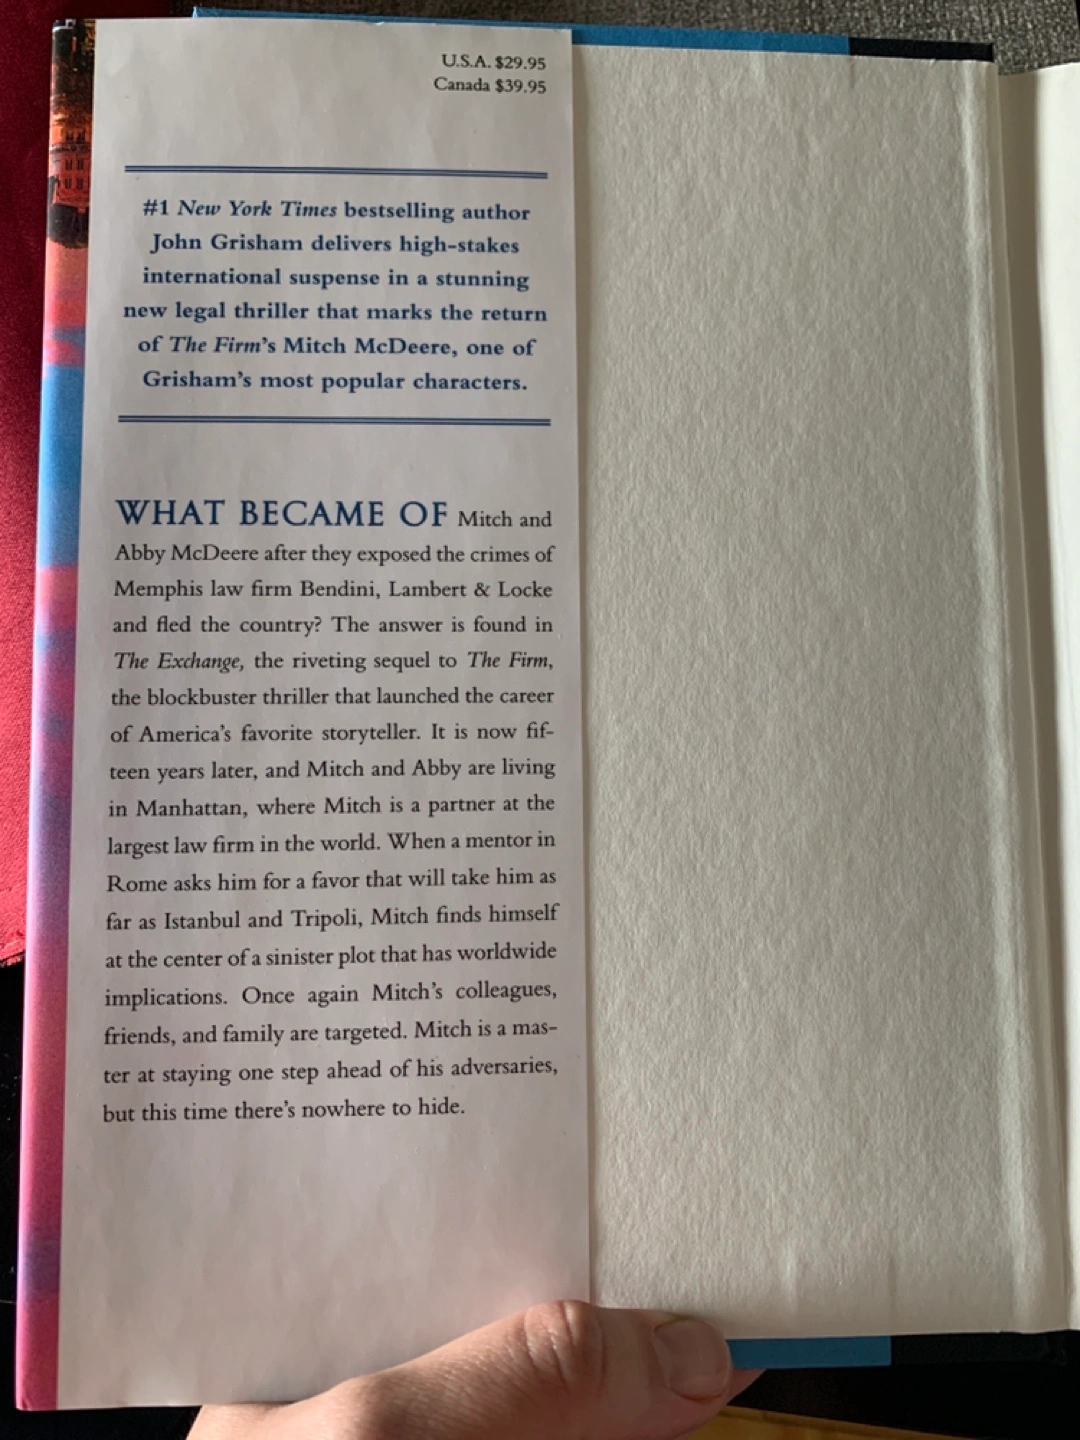 U.S.A. $29.95
Canada $39.95
#1 New York Times bestselling author
John Grisham delivers high-stakes
international suspense in a stunning
new legal thriller that marks the return
of The Firm's Mitch McDeere, one of
Grisham's most popular characters.
WHAT BECAME OF Mitch and
Abby McDeere after they exposed the crimes of
Memphis law firm Bendini, Lambert & Locke
and fled the country? The answer is found in
The Exchange, the riveting sequel to The Firm,
the blockbuster thriller that launched the career
of America's favorite storyteller. It is now fif-
teen years later, and Mitch and Abby are living
in Manhattan, where Mitch is a partner at the
largest law firm in the world. When a mentor in
Rome asks him for a favor that will take him as
far as Istanbul and Tripoli, Mitch finds himself
at the center of a sinister plot that has worldwide
implications. Once again Mitch's colleagues,
friends, and family are targeted. Mitch is a mas-
ter at staying one step ahead of his adversaries,
but this time there's nowhere to hide.